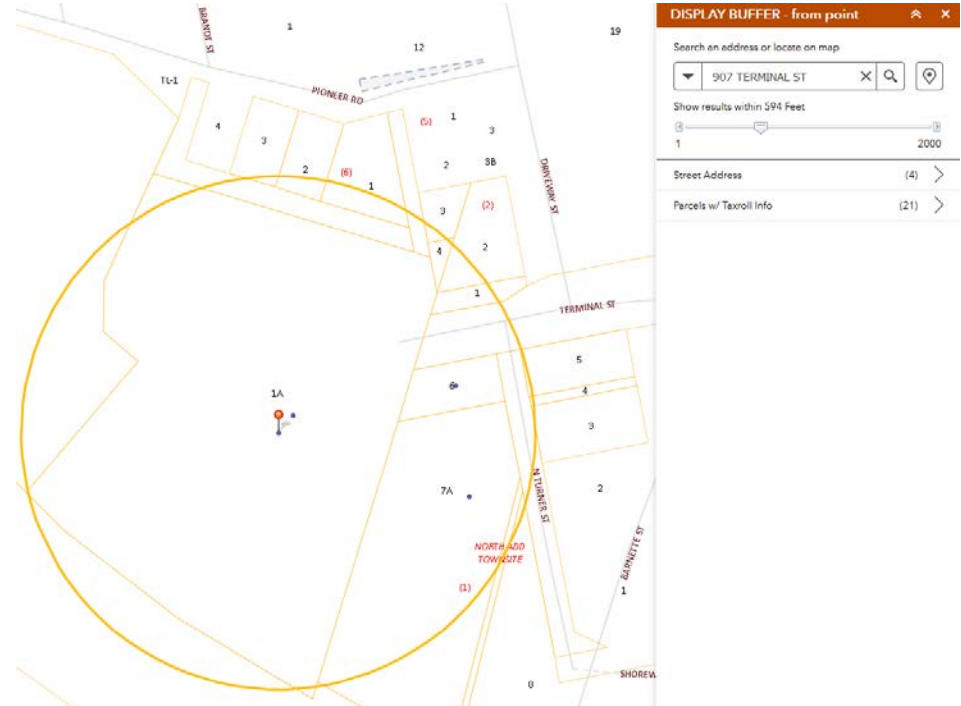 BRANDT ST
1
12
19
TL-1
PIONEER RD
4
3
2
(6)
1
(5)
1
3
2
3B
3
(2)
4
2
1
DRIVEWAY ST
TERMINAL ST
5
6
4
3
1A
7A
2
N TURNER ST
BARNETTE ST
NORTH ADD
TOWNSITE
(1)
1
8
SHOREW
DISPLAY BUFFER - from point
Search an address or locate on map
907 TERMINAL ST
Show results within 594 Feet
1 2000
Street Address (4)
Parcels w/ Taxroll Info (21)